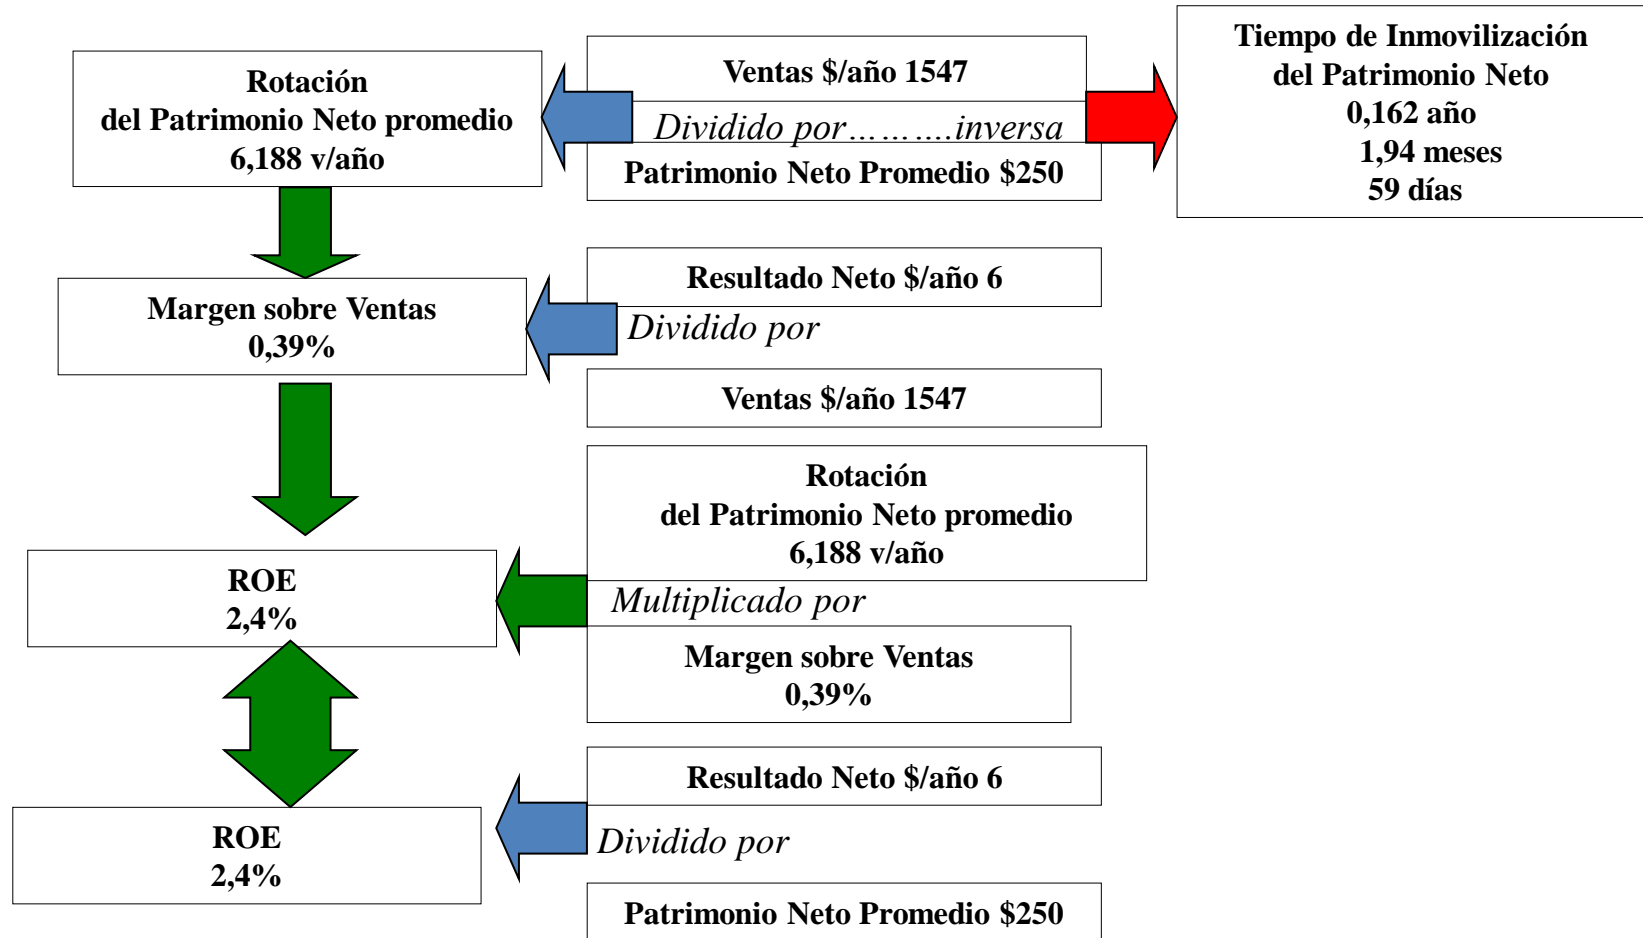 Rotación
del Patrimonio Neto promedio
6,188 v/año
Ventas $/año 1547
Dividido por……….inversa
Patrimonio Neto Promedio $250
Tiempo de Inmovilización
del Patrimonio Neto
0,162 año
1,94 meses
59 días
Margen sobre Ventas
0,39%
Resultado Neto $/año 6
Dividido por
Ventas $/año 1547
Rotación
del Patrimonio Neto promedio
6,188 v/año
ROE
2,4%
Multiplicado por
Margen sobre Ventas
0,39%
Resultado Neto $/año 6
ROE
2,4%
Dividido por
Patrimonio Neto Promedio $250